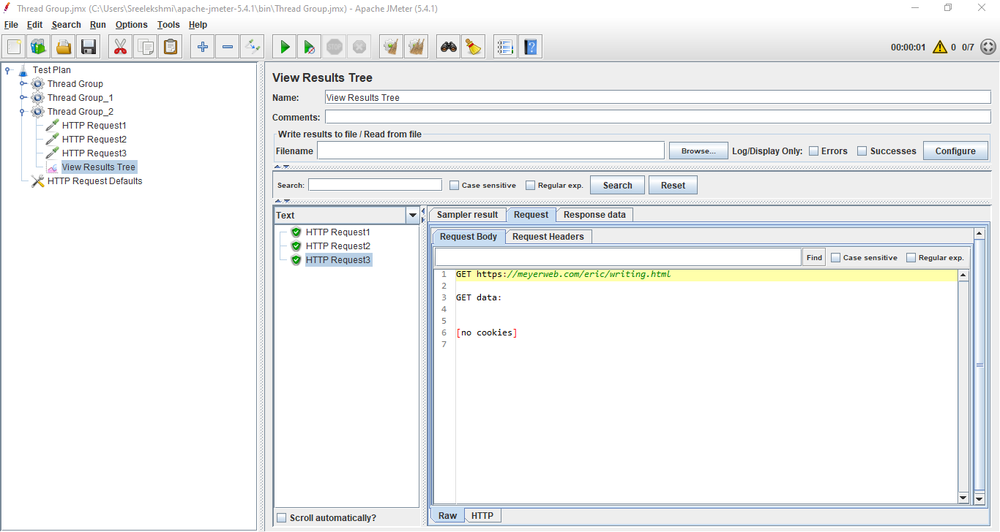 Thread Group.jmx (C:\Users\Sreelekshmi\apache-jmeter-5.4.1\bin\Thread Group.jmx) - Apache JMeter (5.4.1)
File Edit Search Run Options Tools Help
00:00:01 0 0/7
Test Plan
Thread Group
Thread Group_1
Thread Group_2
HTTP Request1
HTTP Request2
HTTP Request3
View Results Tree
HTTP Request Defaults
View Results Tree
Name: View Results Tree
Comments:
Write results to file / Read from file
Filename Browse... Log/Display Only: Errors Successes Configure
Search: Case sensitive Regular exp. Search Reset
Text
HTTP Request1
HTTP Request2
HTTP Request3
Scroll automatically?
Sampler result Request Response data
Request Body Request Headers
Find Case sensitive Regular exp.
1 GET https://meyerweb.com/eric/writing.html
2
3 GET data:
4
5
6 [no cookies]
7
Raw HTTP